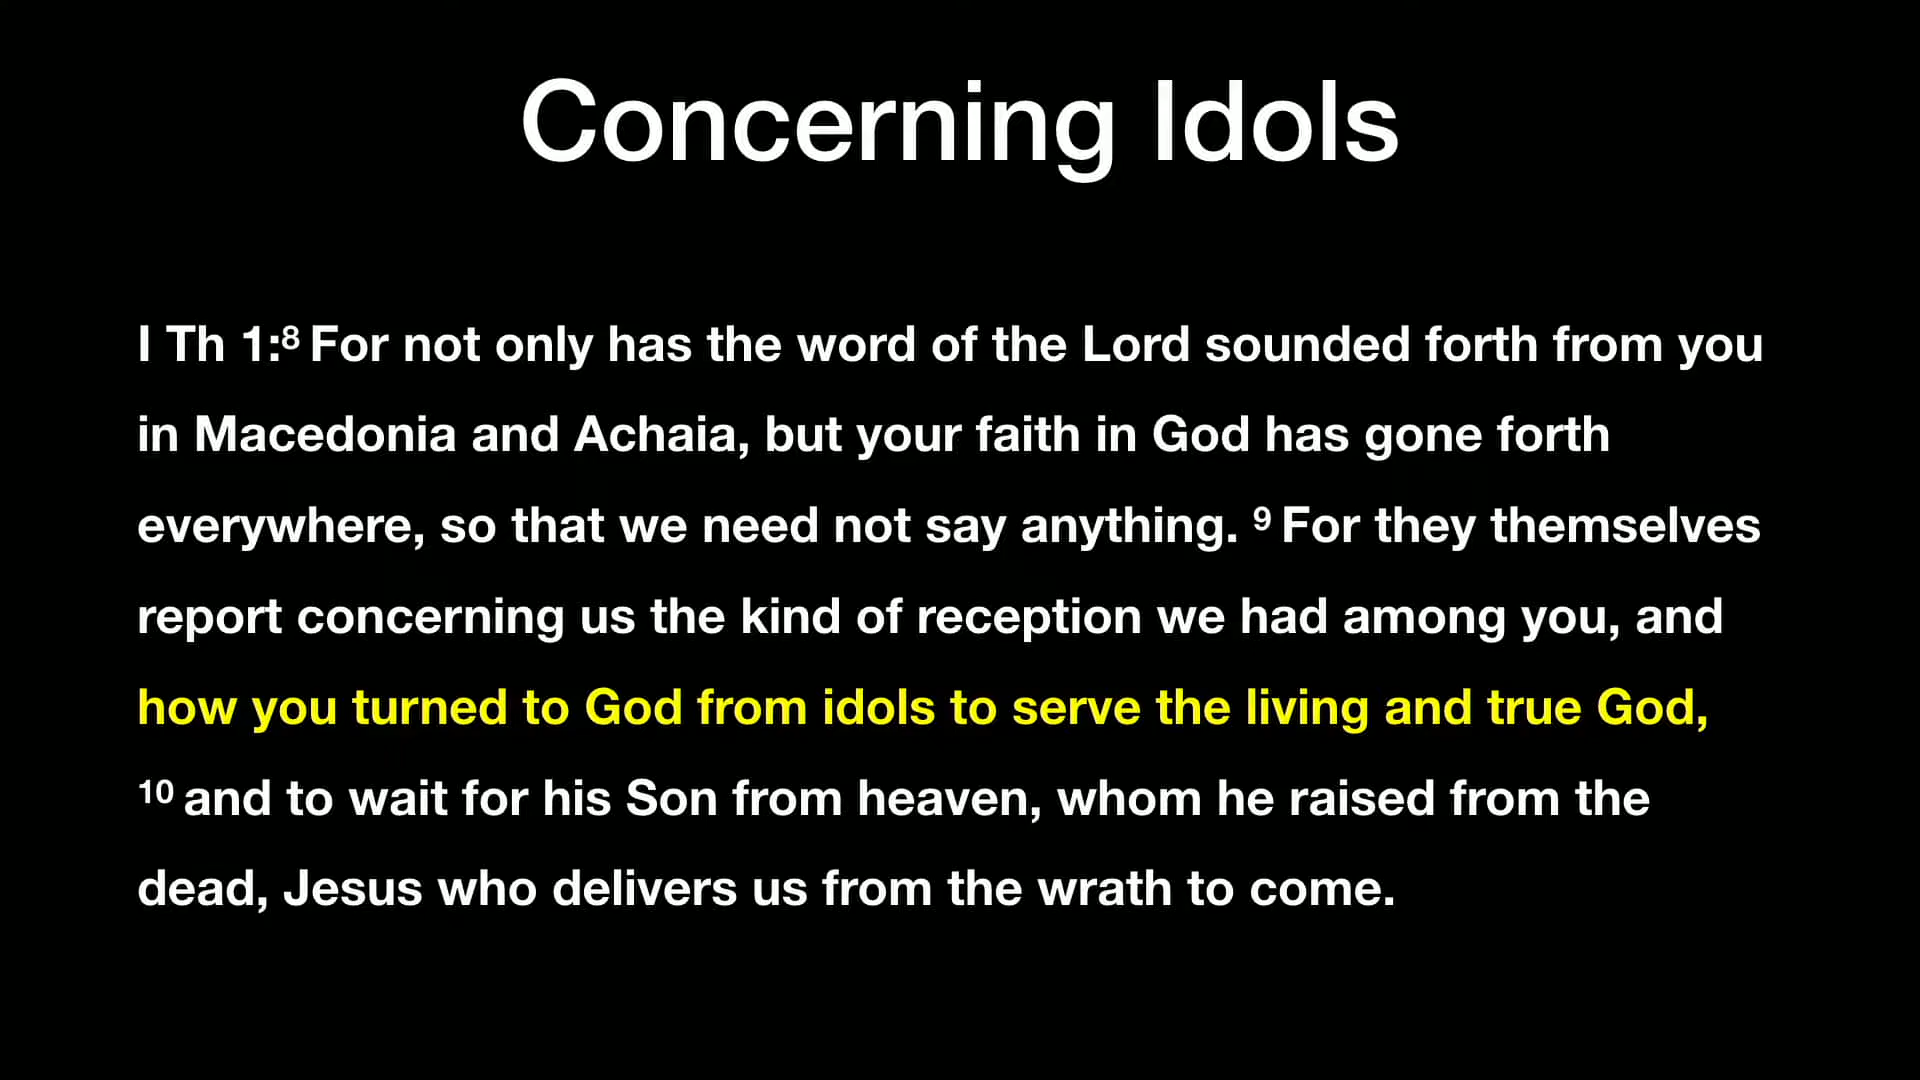 Concerning Idols
I Th 1:⁸ For not only has the word of the Lord sounded forth from you
in Macedonia and Achaia, but your faith in God has gone forth
everywhere, so that we need not say anything. ⁹ For they themselves
report concerning us the kind of reception we had among you, and
how you turned to God from idols to serve the living and true God,
¹⁰ and to wait for his Son from heaven, whom he raised from the
dead, Jesus who delivers us from the wrath to come.